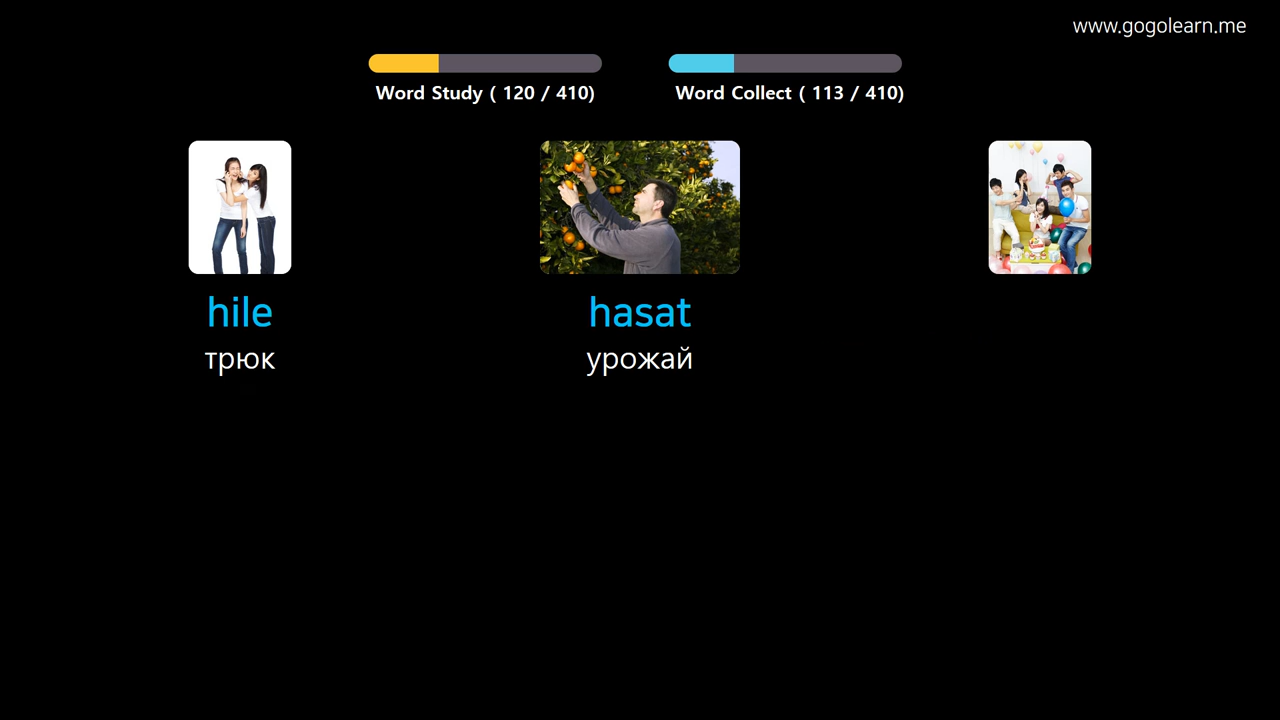 www.gogolearn.me
Word Study ( 120 / 410)
Word Collect ( 113 / 410)
hile
трюк
hasat
урожай